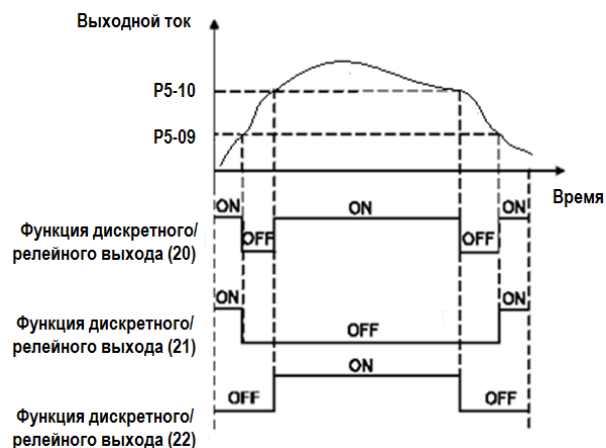 Выходной ток
P5-10
P5-09
Время
ON
ON
ON
OFF
OFF
Функция дискретного/
релейного выхода (20)
ON
ON
OFF
Функция дискретного/
релейного выхода (21)
ON
OFF
OFF
Функция дискретного/
релейного выхода (22)